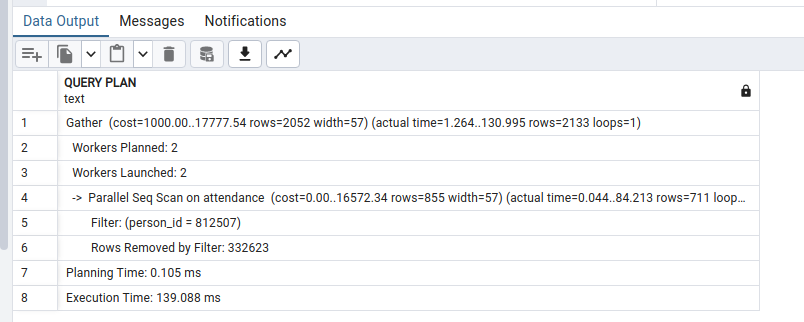 Data Output Messages Notifications
QUERY PLAN
text
1 Gather (cost=1000.00..17777.54 rows=2052 width=57) (actual time=1.264..130.995 rows=2133 loops=1)
2 Workers Planned: 2
3 Workers Launched: 2
4 -> Parallel Seq Scan on attendance (cost=0.00..16572.34 rows=855 width=57) (actual time=0.044..84.213 rows=711 loop...
5 Filter: (person_id = 812507)
6 Rows Removed by Filter: 332623
7 Planning Time: 0.105 ms
8 Execution Time: 139.088 ms